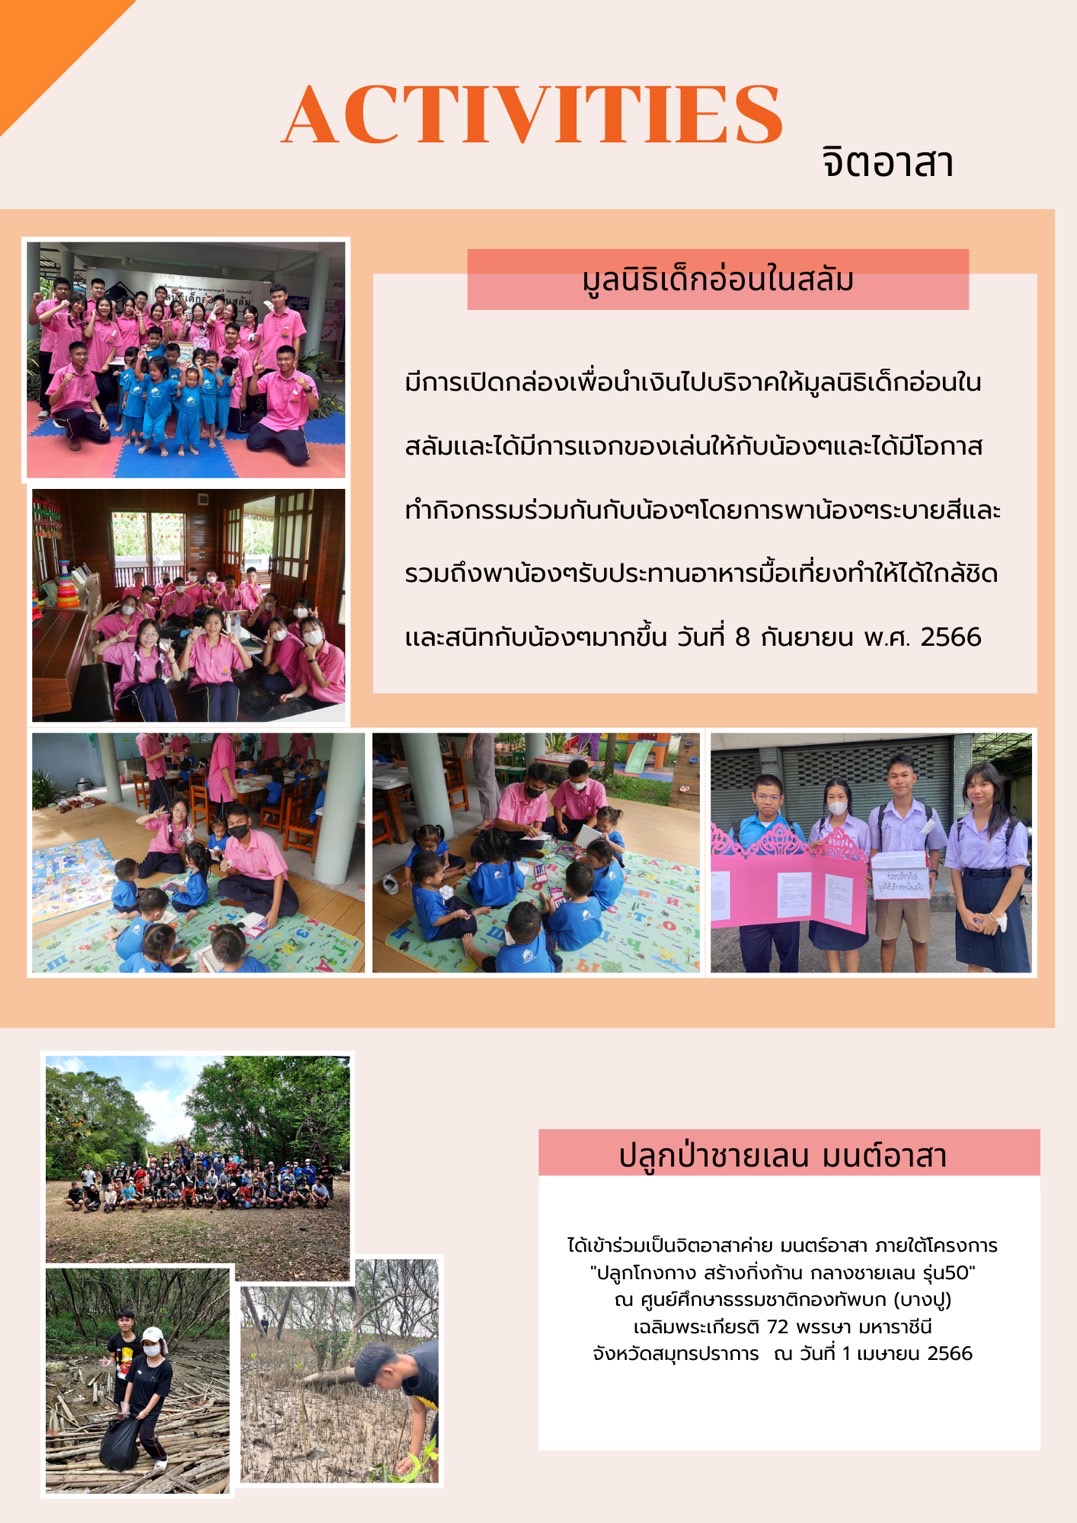 ACTIVITIES
จิตอาสา
มูลนิธิเด็กอ่อนในสลัม
มีการเปิดกล่องเพื่อนำเงินไปบริจาคให้มูลนิธิเด็กอ่อนใน
สลัมและได้มีการแจกของเล่นให้กับน้องๆและได้มีโอกาส
ทำกิจกรรมร่วมกันกับน้องๆโดยการพาน้องๆระบายสีและ
รวมถึงพาน้องๆรับประทานอาหารมื้อเที่ยงทำให้ได้ใกล้ชิด
และสนิทกับน้องๆมากขึ้น วันที่ 8 กันยายน พ.ศ. 2566
ปลูกป่าชายเลน มนต์อาสา
ได้เข้าร่วมเป็นจิตอาสาค่าย มนตร์อาสา ภายใต้โครงการ
"ปลูกโกงกาง สร้างกิ่งก้าน กลางชายเลน รุ่น50"
ณ ศูนย์ศึกษาธรรมชาติกองทัพบก (บางปู)
เฉลิมพระเกียรติ 72 พรรษา มหาราชีนี
จังหวัดสมุทรปราการ ณ วันที่ 1 เมษายน 2566